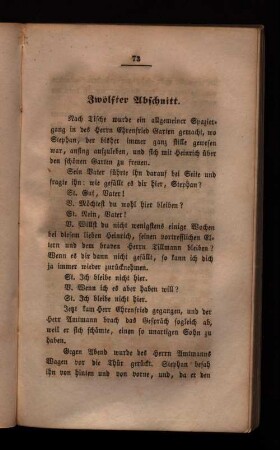 73
Zwölfter Abschnitt.
Nach Tische wurde ein allgemeiner Spazier-
gang in des Herrn Ehrenfried Garten gemacht, wo
Stephan, der bisher immer ganz stille gewesen
war, anfing aufzuleben, und sich mit Heinrich über
den schönen Garten zu freuen.
Sein Vater führte ihn darauf bei Seite und
fragte ihn: wie gefällt es dir hier, Stephan?
St. Gut, Vater!
V. Möchtest du wohl hier bleiben?
St. Nein, Vater!
V. Willst du nicht wenigstens einige Wochen
bei diesem lieben Heinrich, seinen vortrefflichen El-
tern und dem braven Herrn Tillmann bleiben?
Wenn es dir dann nicht gefällt, so kann ich dich
ja immer wieder zurücknehmen.
St. Ich bleibe nicht hier.
V. Wenn ich es aber haben will?
St. Ich bleibe nicht hier.
Jetzt kam Herr Ehrenfried gegangen, und der
Herr Amtmann brach das Gespräch sogleich ab,
weil er sich schämte, einen so unartigen Sohn zu
haben.
Gegen Abend wurde des Herrn Amtmanns
Wagen vor die Thür gerückt. Stephan besah
ihn von hinten und von vorne, und, da er den